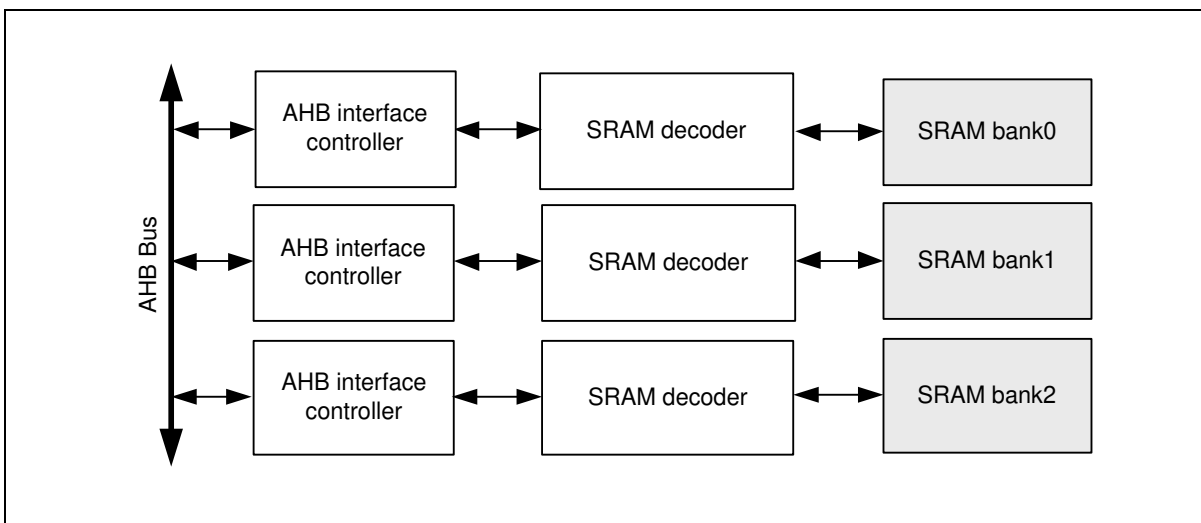 AHB Bus
AHB interface
controller
SRAM decoder
SRAM bank0
AHB interface
controller
SRAM decoder
SRAM bank1
AHB interface
controller
SRAM decoder
SRAM bank2